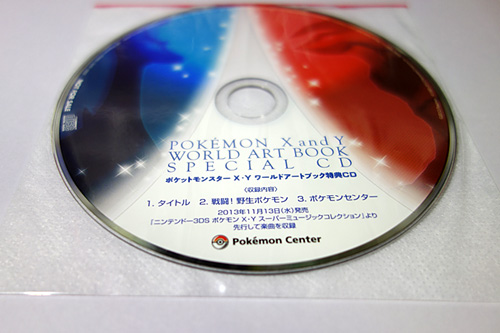 POKÉMON X and Y
WORLD ART BOOK
SPECIAL CD
ポケットモンスター X・Y ワールドアートブック特典CD
〈収録内容〉
1. タイトル 2. 戦闘！野生ポケモン 3. ポケモンセンター
2013年11月13日(水)発売
「ニンテンドー3DS ポケモンX・Y スーパーミュージックコレクション」より
先行して楽曲を収録
Pokémon Center